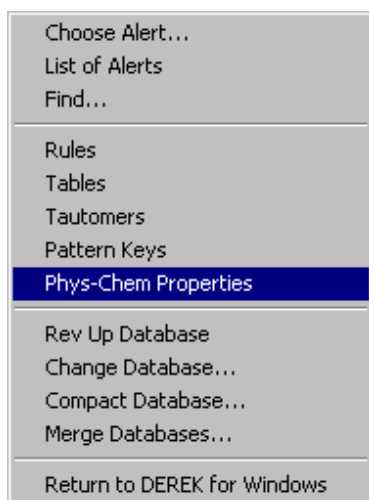 Choose Alert...
List of Alerts
Find...
Rules
Tables
Tautomers
Pattern Keys
Phys-Chem Properties
Rev Up Database
Change Database...
Compact Database...
Merge Databases...
Return to DEREK for Windows